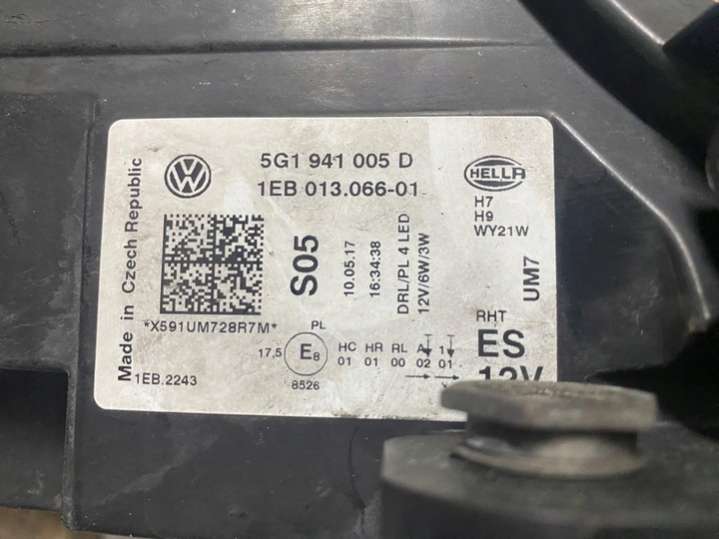 5G1 941 005 D
1EB 013.066-01
HELLA
H7
H9
WY21W
Made in Czech Republic
S05
10.05.17
16:34:38
DRL/PL 4 LED
12V/6W/3W
UM7
*X591UM728R7M*
RHT
ES
12V
PL
17,5
E8
8526
HC HR RL A 1
01 01 00 02 01
1EB.2243